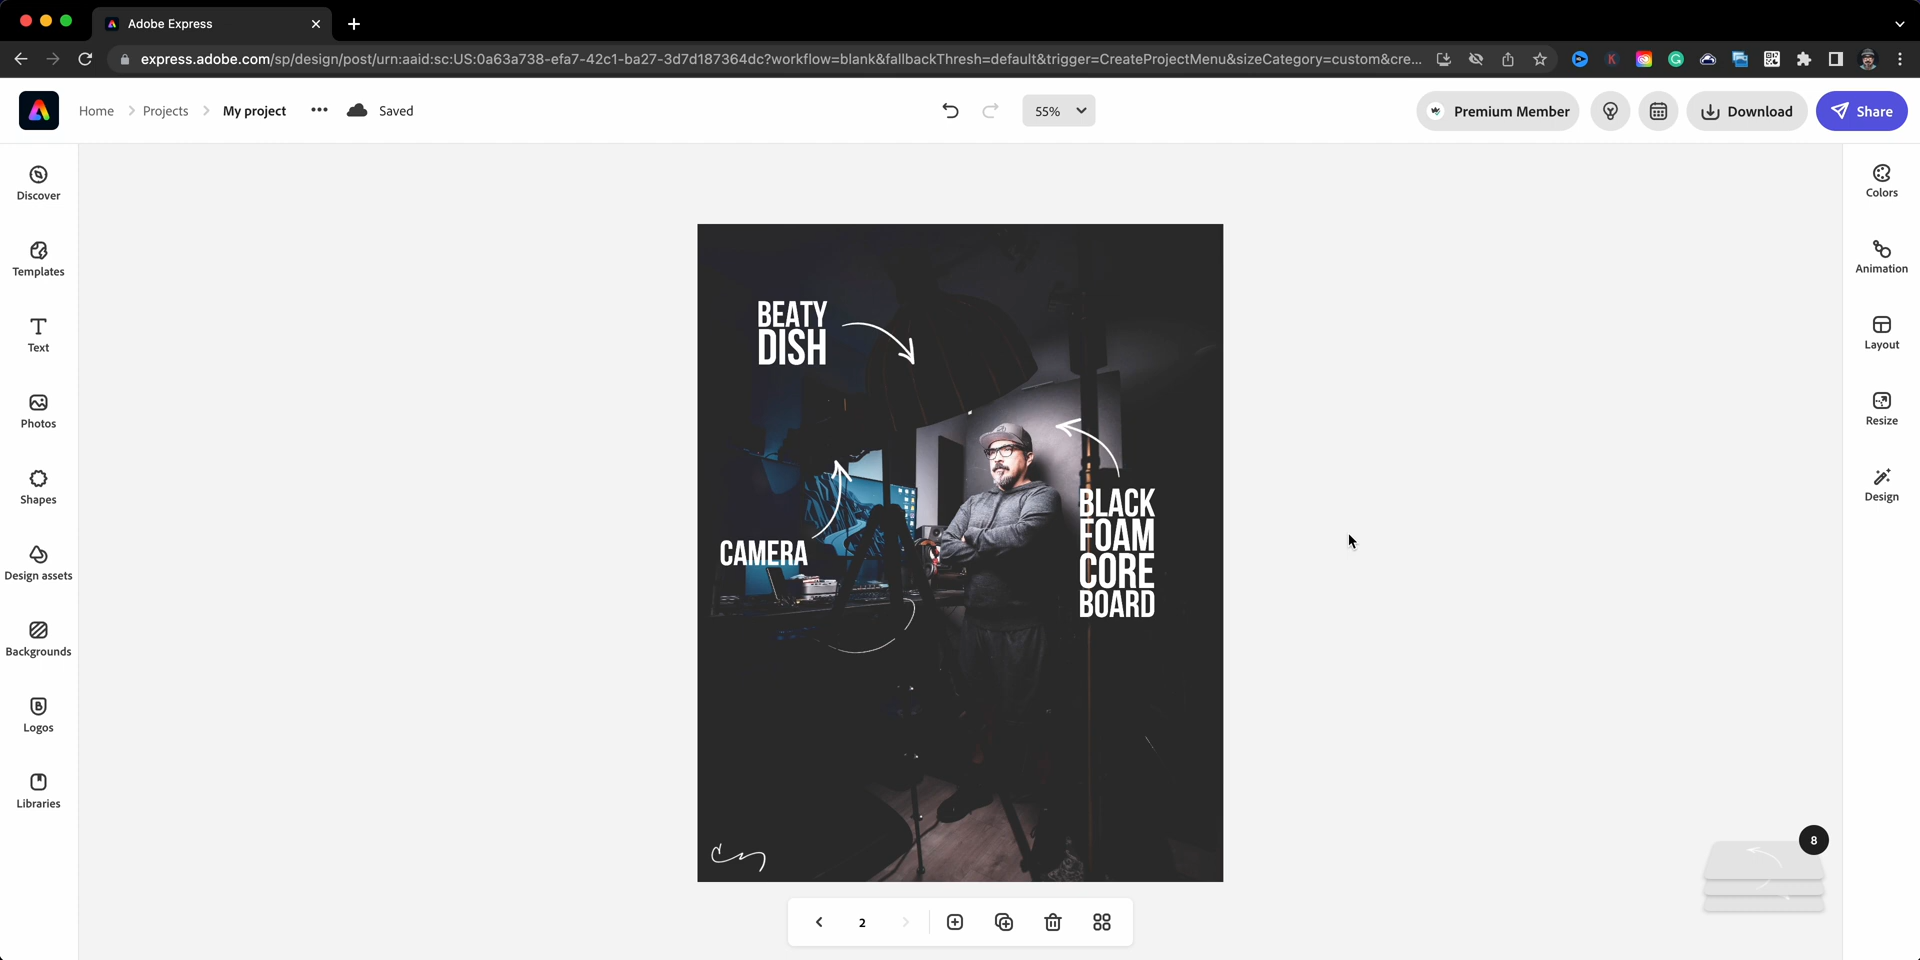 Adobe Express
express.adobe.com/sp/design/post/urn:aaid:sc:US:0a63a738-efa7-42c1-ba27-3d7d187364dc?workflow=blank&fallbackThresh=default&trigger=CreateProjectMenu&sizeCategory=custom&cre...
Home
Projects
My project
Saved
55%
Premium Member
Download
Share
Discover
Templates
Text
Photos
Shapes
Design assets
Backgrounds
Logos
Libraries
BEATY
DISH
CAMERA
BLACK
FOAM
CORE
BOARD
Colors
Animation
Layout
Resize
Design
8
2